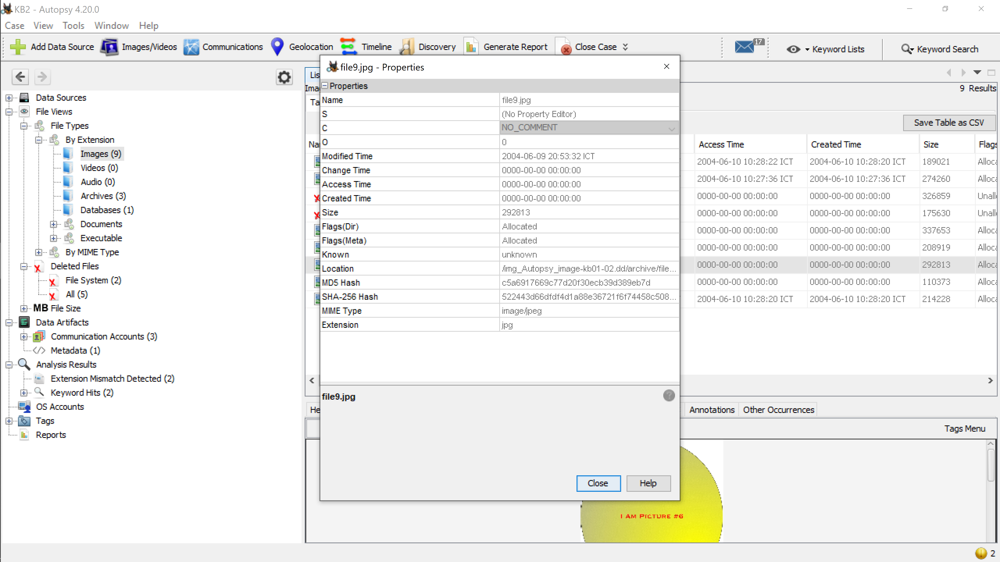 KB2 - Autopsy 4.20.0
Case View Tools Window Help
Add Data Source Images/Videos Communications Geolocation Timeline Discovery Generate Report Close Case 17 Keyword Lists Keyword Search
file9.jpg - Properties
9 Results
Save Table as CSV
Data Sources
File Views
File Types
By Extension
Images (9)
Videos (0)
Audio (0)
Archives (3)
Databases (1)
Documents
Executable
By MIME Type
Deleted Files
File System (2)
All (5)
MB File Size
Data Artifacts
Communication Accounts (3)
Metadata (1)
Analysis Results
Extension Mismatch Detected (2)
Keyword Hits (2)
OS Accounts
Tags
Reports
Properties
Name file9.jpg
S (No Property Editor)
C NO_COMMENT
O 0
Modified Time 2004-06-09 20:53:32 ICT
Change Time 0000-00-00 00:00:00
Access Time 0000-00-00 00:00:00
Created Time 0000-00-00 00:00:00
Size 292813
Flags(Dir) Allocated
Flags(Meta) Allocated
Known unknown
Location /img_Autopsy_image-kb01-02.dd/archive/file...
MD5 Hash c5a6917669c77d20f30ecb39d389eb7d
SHA-256 Hash 522443d66dfdf4d1a88e36721f6f74458c508...
MIME Type image/jpeg
Extension jpg
file9.jpg
Close Help
Access Time Created Time Size Flags
2004-06-10 10:28:22 ICT 2004-06-10 10:28:20 ICT 189021
2004-06-10 10:27:36 ICT 2004-06-10 10:27:36 ICT 274260
0000-00-00 00:00:00 0000-00-00 00:00:00 326859
0000-00-00 00:00:00 0000-00-00 00:00:00 175630
0000-00-00 00:00:00 0000-00-00 00:00:00 337653
0000-00-00 00:00:00 0000-00-00 00:00:00 208919
0000-00-00 00:00:00 0000-00-00 00:00:00 292813
0000-00-00 00:00:00 0000-00-00 00:00:00 110373
2004-06-10 10:28:20 ICT 2004-06-10 10:28:20 ICT 214228
Annotations Other Occurrences
Tags Menu
I AM PICTURE #6
2